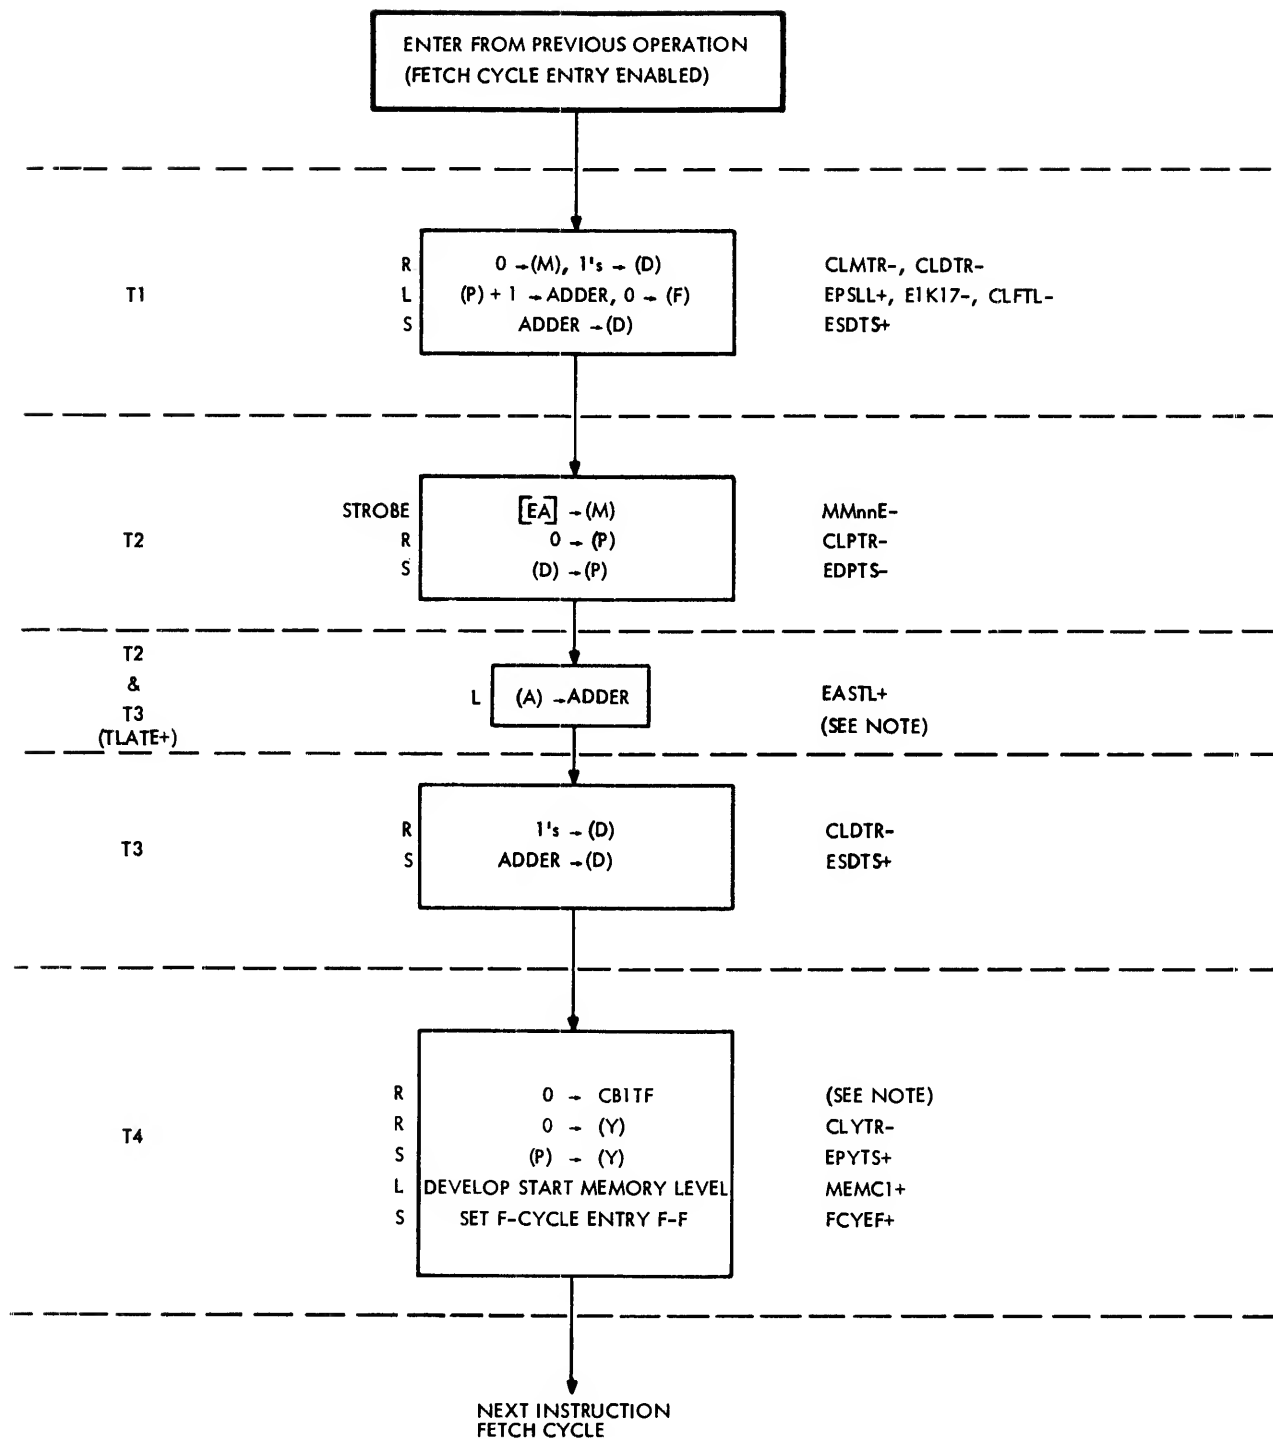 ENTER FROM PREVIOUS OPERATION
(FETCH CYCLE ENTRY ENABLED)
T1
R 0 → (M), 1's → (D) CLMTR-, CLDTR-
L (P) + 1 → ADDER, 0 → (F) EPSLL+, E1K17-, CLFTL-
S ADDER → (D) ESDTS+
T2
STROBE [EA] → (M) MMnnE-
R 0 → (P) CLPTR-
S (D) → (P) EDPTS-
T2
&
T3
(TLATE+)
L (A) → ADDER EASTL+
(SEE NOTE)
T3
R 1's → (D) CLDTR-
S ADDER → (D) ESDTS+
T4
R 0 → CBITF (SEE NOTE)
R 0 → (Y) CLYTR-
S (P) → (Y) EPYTS+
L DEVELOP START MEMORY LEVEL MEMC1+
S SET F-CYCLE ENTRY F-F FCYEF+
NEXT INSTRUCTION
FETCH CYCLE